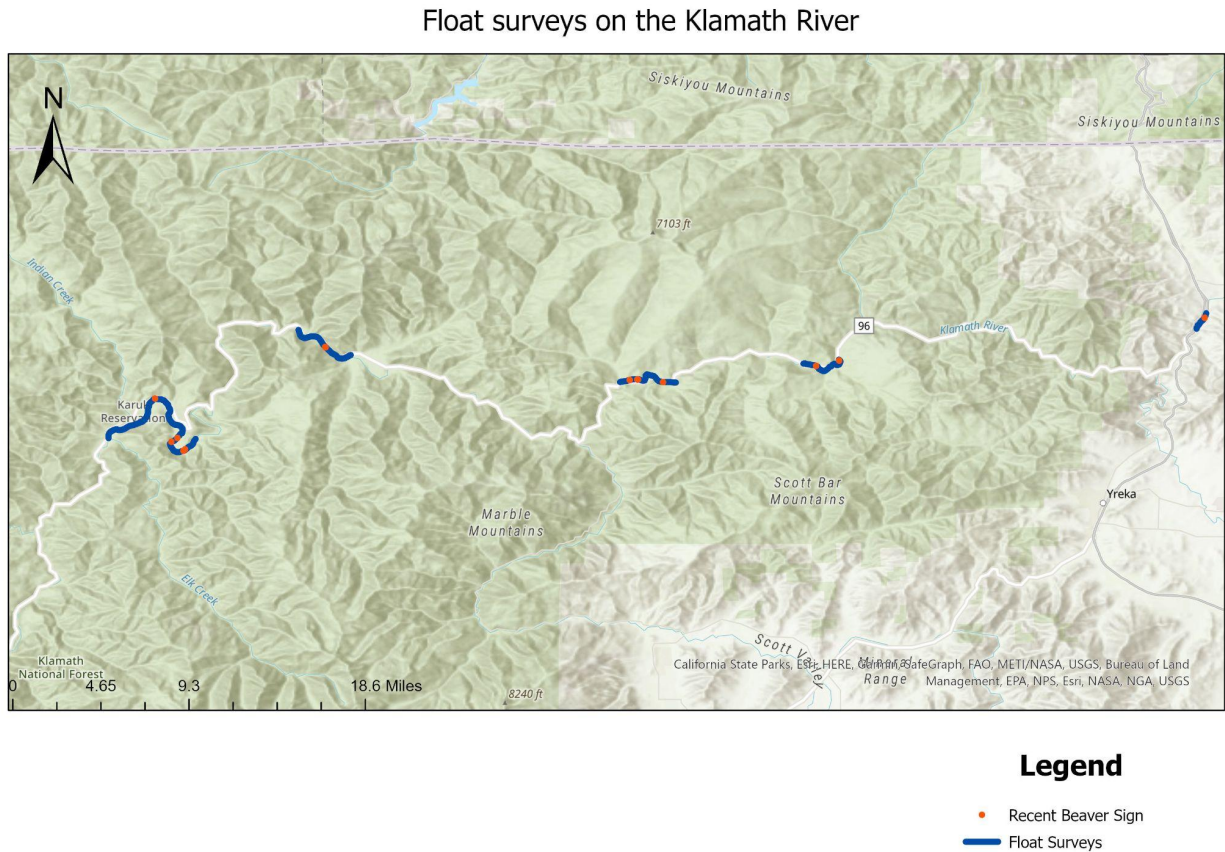 Float surveys on the Klamath River
Siskiyou Mountains
Siskiyou Mountains
N
7103 ft
Indian Creek
96
Klamath River
Karuk
Reservation
Scott Bar
Mountains
Yreka
Marble
Mountains
Elk Creek
Scott Valley
Klamath
National Forest
California State Parks, Esri, HERE, Garmin, SafeGraph, FAO, METI/NASA, USGS, Bureau of Land
Management, EPA, NPS, Esri, NASA, NGA, USGS
Mineral
Range
0 4.65 9.3 18.6 Miles
8240 ft
Legend
Recent Beaver Sign
Float Surveys